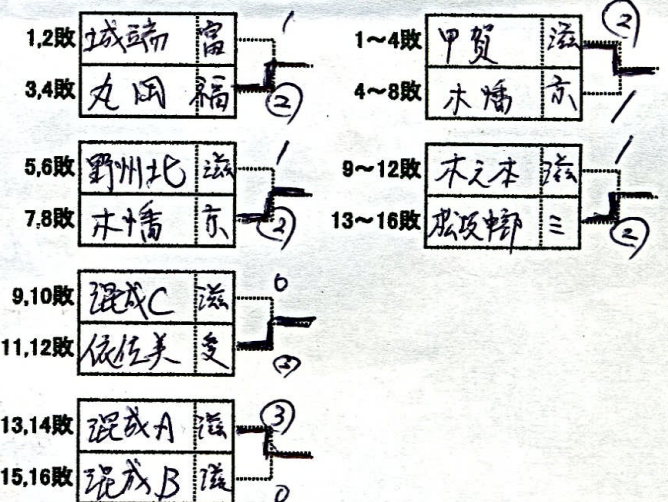 1,2敗 城端 富 1
3,4敗 丸岡 福 ②
5,6敗 野州北 滋 1
7,8敗 木幡 京 ②
9,10敗 混成C 滋 0
11,12敗 依佐美 愛
13,14敗 混成A 滋 ③
15,16敗 混成B 滋 0
1~4敗 甲賀 滋 ②
4~8敗 木幡 京 1
9~12敗 木之本 滋 1
13~16敗 松阪中部 三 ②